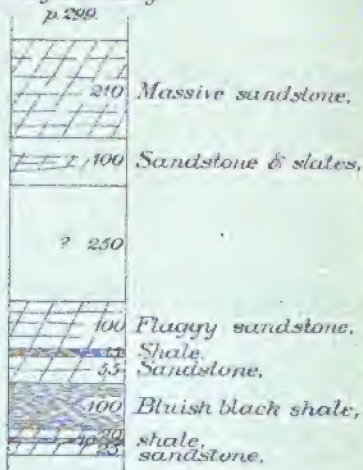 p. 299.
210 Massive sandstone.
100 Sandstone & slates,
? 250
100 Flaggy sandstone.
Shale.
55 Sandstone.
100 Bluish black shale,
shale.
25 sandstone.